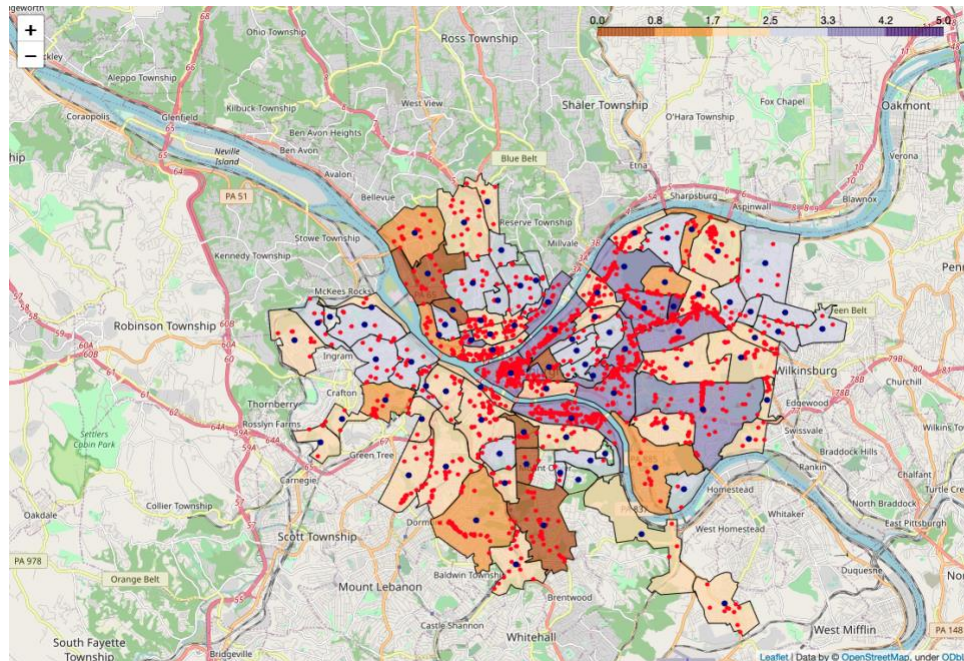 +
−
0.0 0.8 1.7 2.5 3.3 4.2 5.0
Ohio Township
Ross Township
Aleppo Township
West View
Shaler Township
Fox Chapel
Oakmont
Kilbuck Township
Glenfield
Coraopolis
Ben Avon Heights
O'Hara Township
Neville
Island
Ben Avon
Blue Belt
Etna
Verona
Avalon
PA 51
Bellevue
Sharpsburg
Aspinwall
Blawnox
Stowe Township
Reserve Township
Millvale
Kennedy Township
McKees Rocks
Robinson Township
Ingram
Wilkinsburg
Crafton
Churchill
Thornberry
Edgewood
Rosslyn Farms
Settlers
Cabin Park
Swissvale
Green Tree
Braddock Hills
Carnegie
Rankin
Chalfant
Oakdale
Collier Township
Homestead
Whitaker
North Braddock
Scott Township
West Homestead
East Pittsburgh
PA 978
Baldwin Township
Duquesne
Orange Belt
Mount Lebanon
Brentwood
Castle Shannon
West Mifflin
South Fayette
Township
Bridgeville
Whitehall
PA 148
Leaflet | Data by © OpenStreetMap, under ODbL